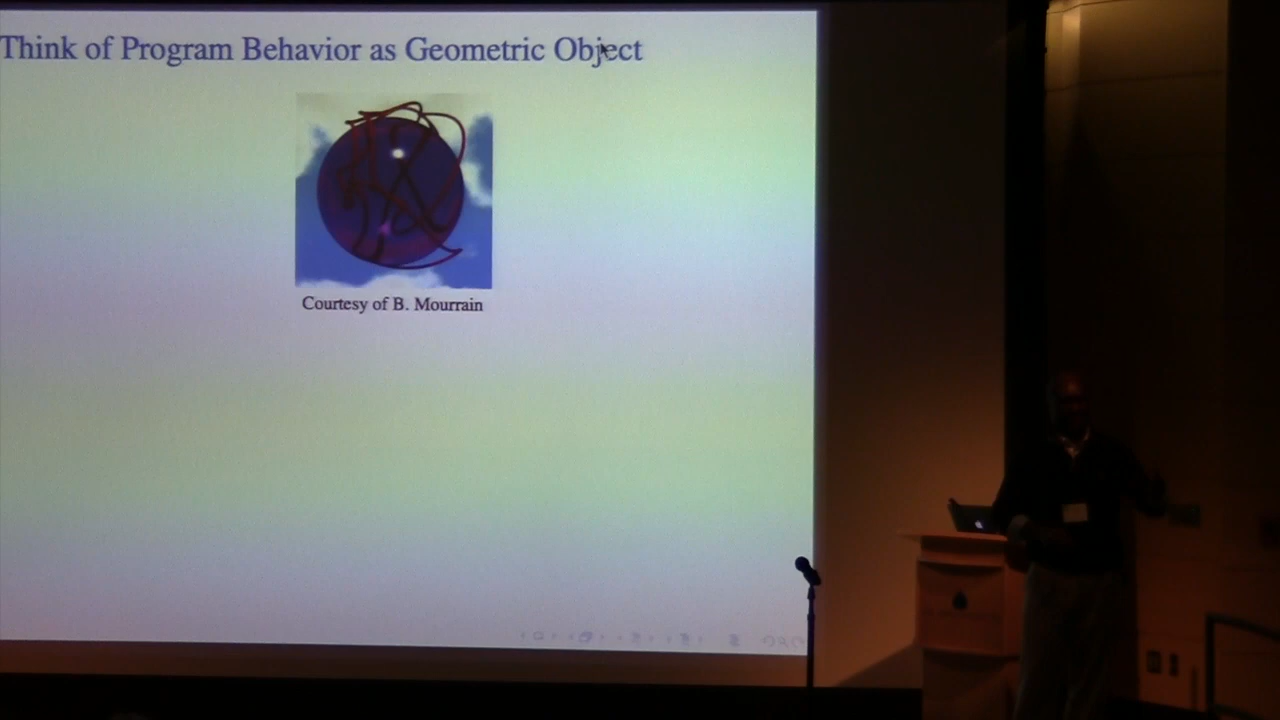 Think of Program Behavior as Geometric Object
Courtesy of B. Mourrain